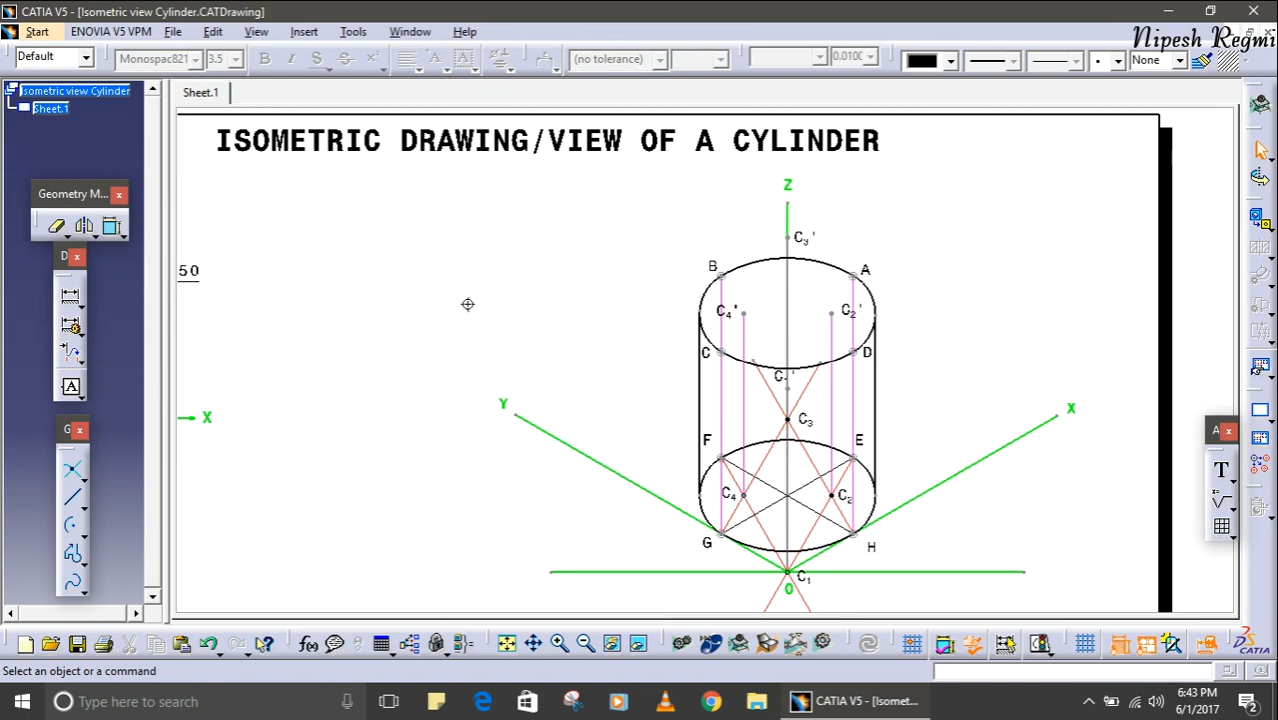 CATIA V5 - [Isometric view Cylinder.CATDrawing]
Start ENOVIA V5 VPM File Edit View Insert Tools Window Help
Nipesh Regmi
Default Monospac821 3.5 B I S (no tolerance) None
Isometric view Cylinder
Sheet.1
Sheet.1
ISOMETRIC DRAWING/VIEW OF A CYLINDER
Geometry M...
D
G
A
50
X
Z
C3'
B
A
C4'
C2'
C
D
Y
X
C3
F
E
C4
C2
G
H
C1
O
Select an object or a command
CATIA
Type here to search
CATIA V5 - [Isomet...
6:43 PM
6/1/2017